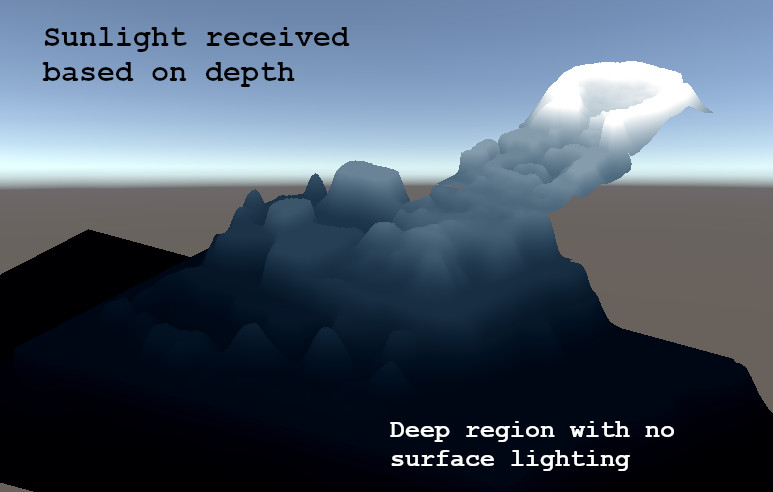 Sunlight received
based on depth
Deep region with no
surface lighting